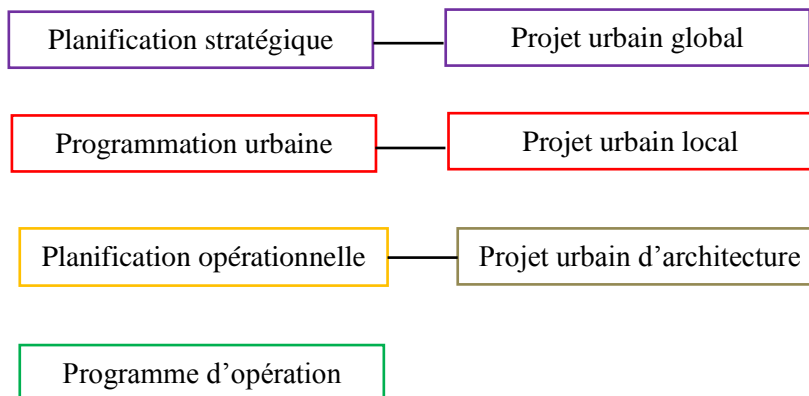 Planification stratégique
Projet urbain global
Programmation urbaine
Projet urbain local
Planification opérationnelle
Projet urbain d’architecture
Programme d’opération